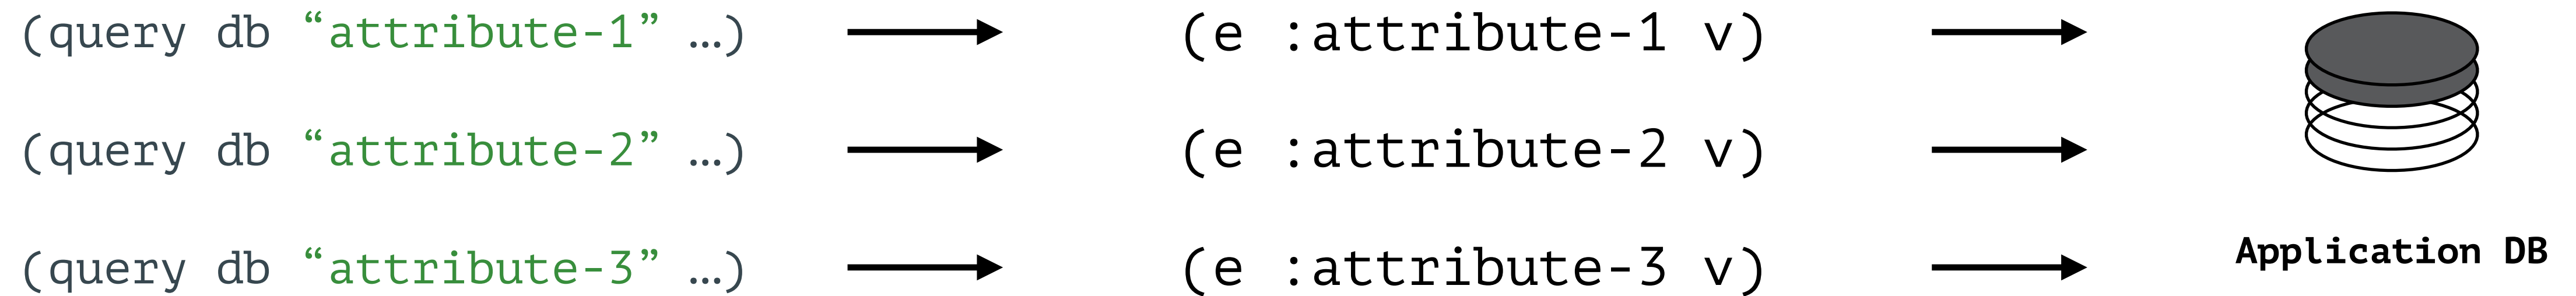 (query db “attribute-1” …) (e :attribute-1 v)
(query db “attribute-2” …) (e :attribute-2 v)
(query db “attribute-3” …) (e :attribute-3 v)
Application DB